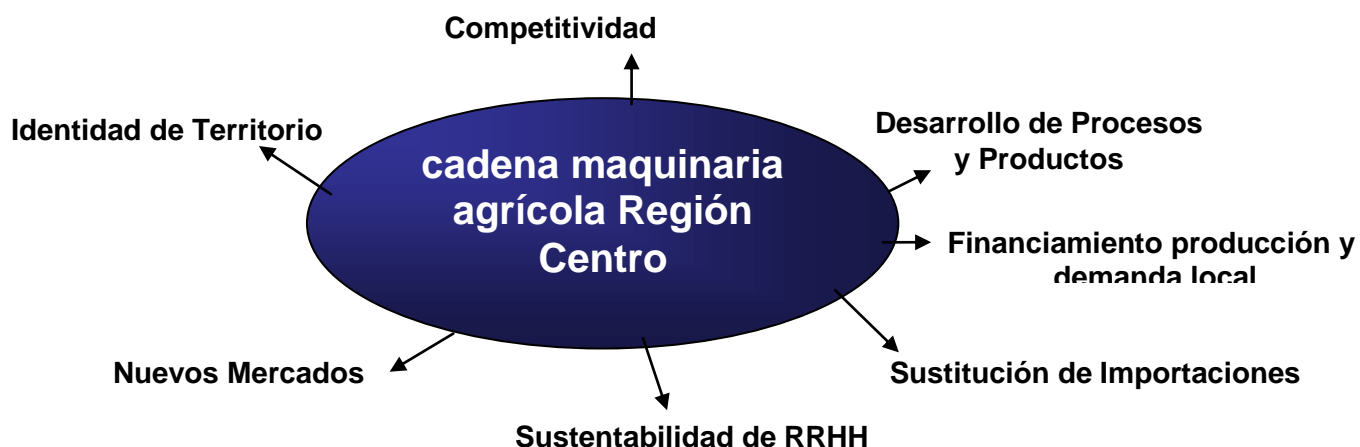 Competitividad
Identidad de Territorio
Desarrollo de Procesos
y Productos
cadena maquinaria
agrícola Región
Centro
Financiamiento producción y
demanda local
Nuevos Mercados
Sustitución de Importaciones
Sustentabilidad de RRHH